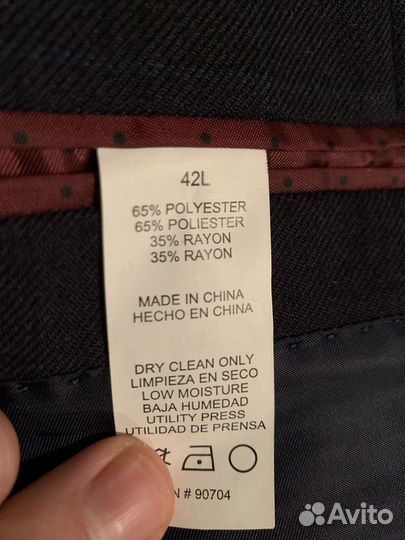 42L
65% POLYESTER
65% POLIESTER
35% RAYON
35% RAYON
MADE IN CHINA
HECHO EN CHINA
DRY CLEAN ONLY
LIMPIEZA EN SECO
LOW MOISTURE
BAJA HUMEDAD
UTILITY PRESS
UTILIDAD DE PRENSA
N # 90704
Avito